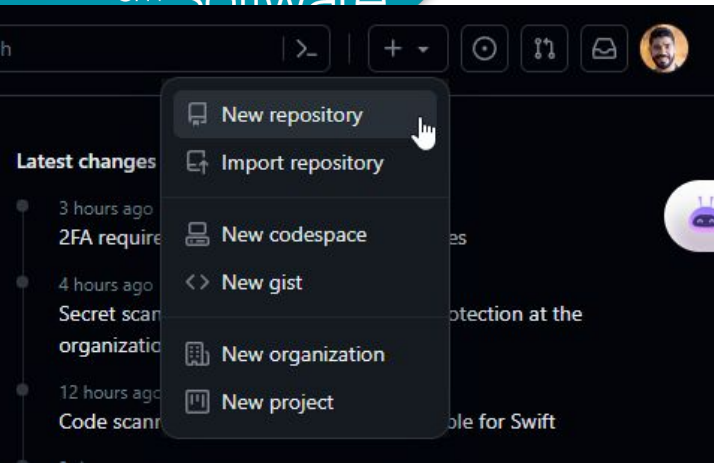 software
h
New repository
Import repository
New codespace
New gist
New organization
New project
Latest changes
3 hours ago
2FA require
es
4 hours ago
Secret scan
otection at the
organizatio
12 hours ago
Code scann
ble for Swift